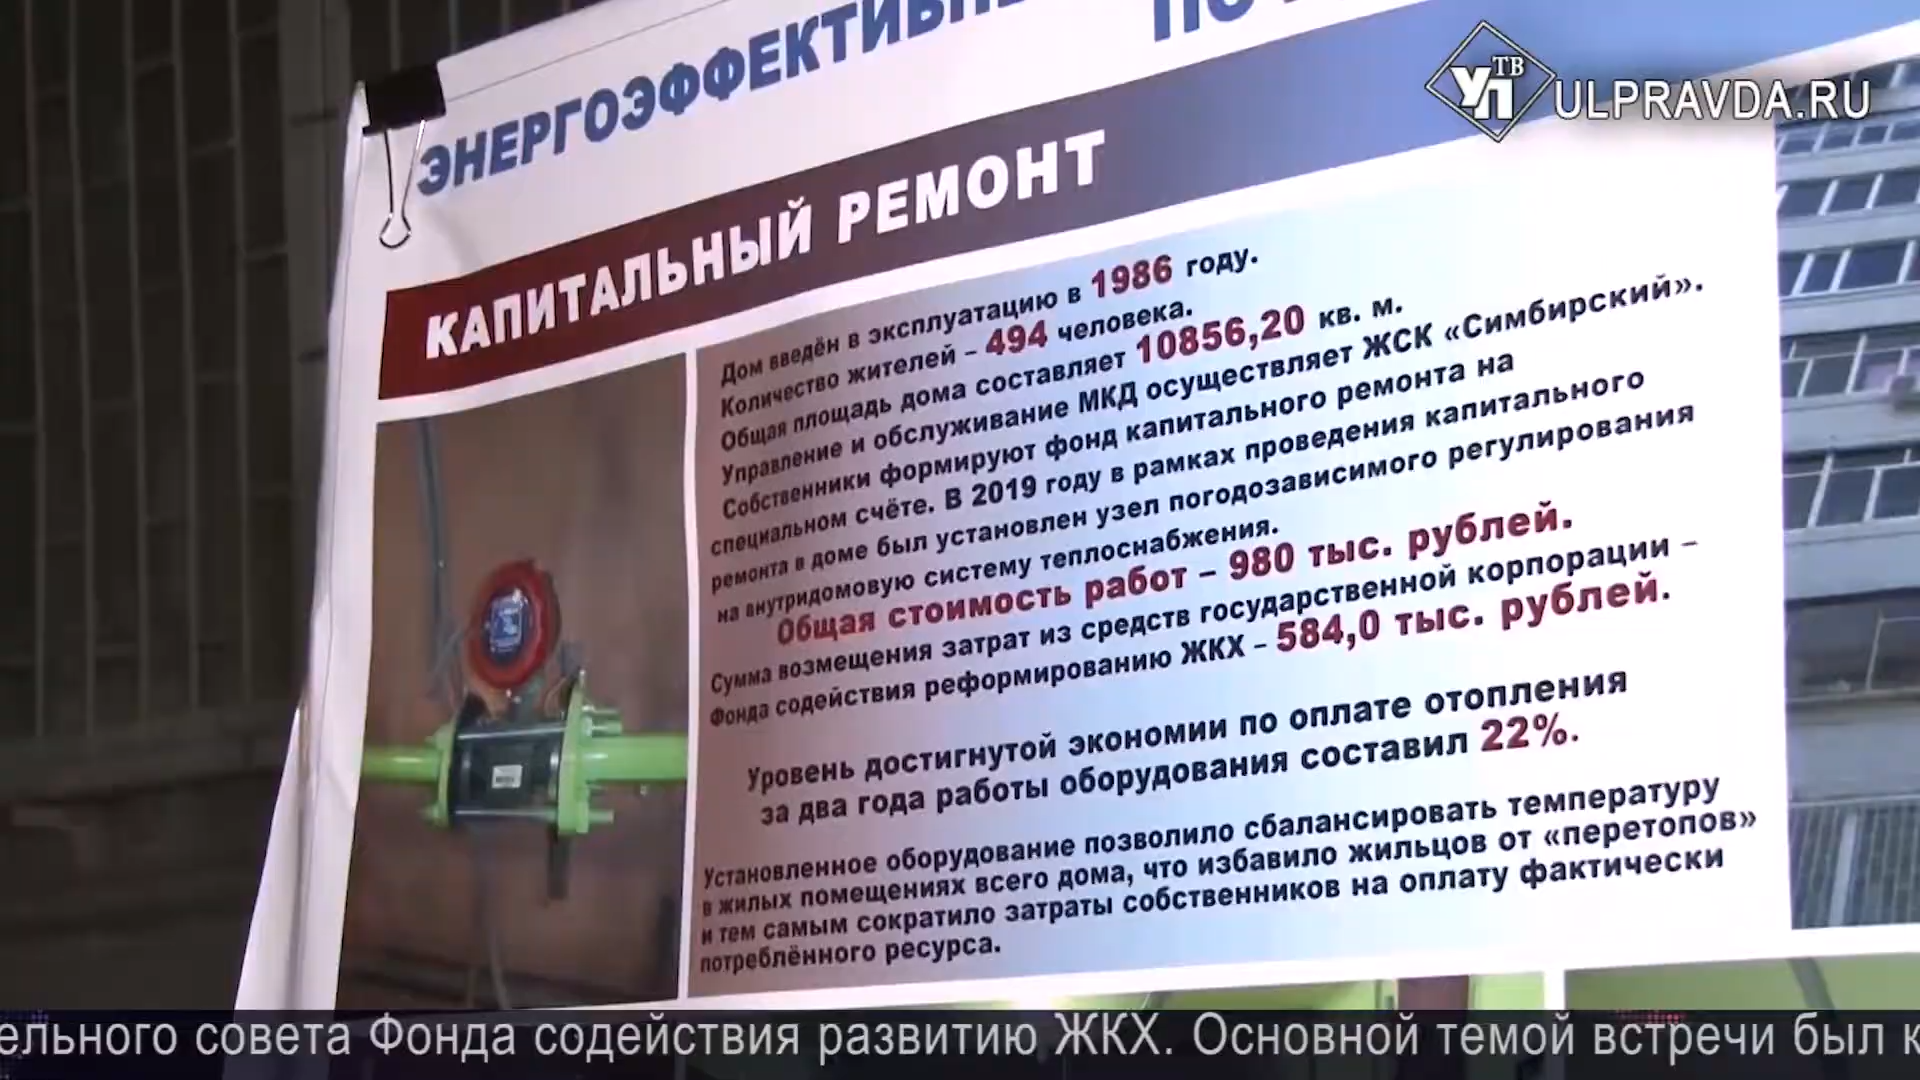 ЭНЕРГОЭФФЕКТИВН
ПО
УП ТВ
ULPRAVDA.RU
КАПИТАЛЬНЫЙ РЕМОНТ
Дом введён в эксплуатацию в 1986 году.
Количество жителей – 494 человека.
Общая площадь дома составляет 10856,20 кв. м.
Управление и обслуживание МКД осуществляет ЖСК «Симбирский».
Собственники формируют фонд капитального ремонта на
специальном счёте. В 2019 году в рамках проведения капитального
ремонта в доме был установлен узел погодозависимого регулирования
на внутридомовую систему теплоснабжения.
Общая стоимость работ – 980 тыс. рублей.
Сумма возмещения затрат из средств государственной корпорации –
Фонда содействия реформированию ЖКХ – 584,0 тыс. рублей.
Уровень достигнутой экономии по оплате отопления
за два года работы оборудования составил 22%.
Установленное оборудование позволило сбалансировать температуру
в жилых помещениях всего дома, что избавило жильцов от «перетопов»
и тем самым сократило затраты собственников на оплату фактически
потреблённого ресурса.
ельного совета Фонда содействия развитию ЖКХ. Основной темой встречи был к